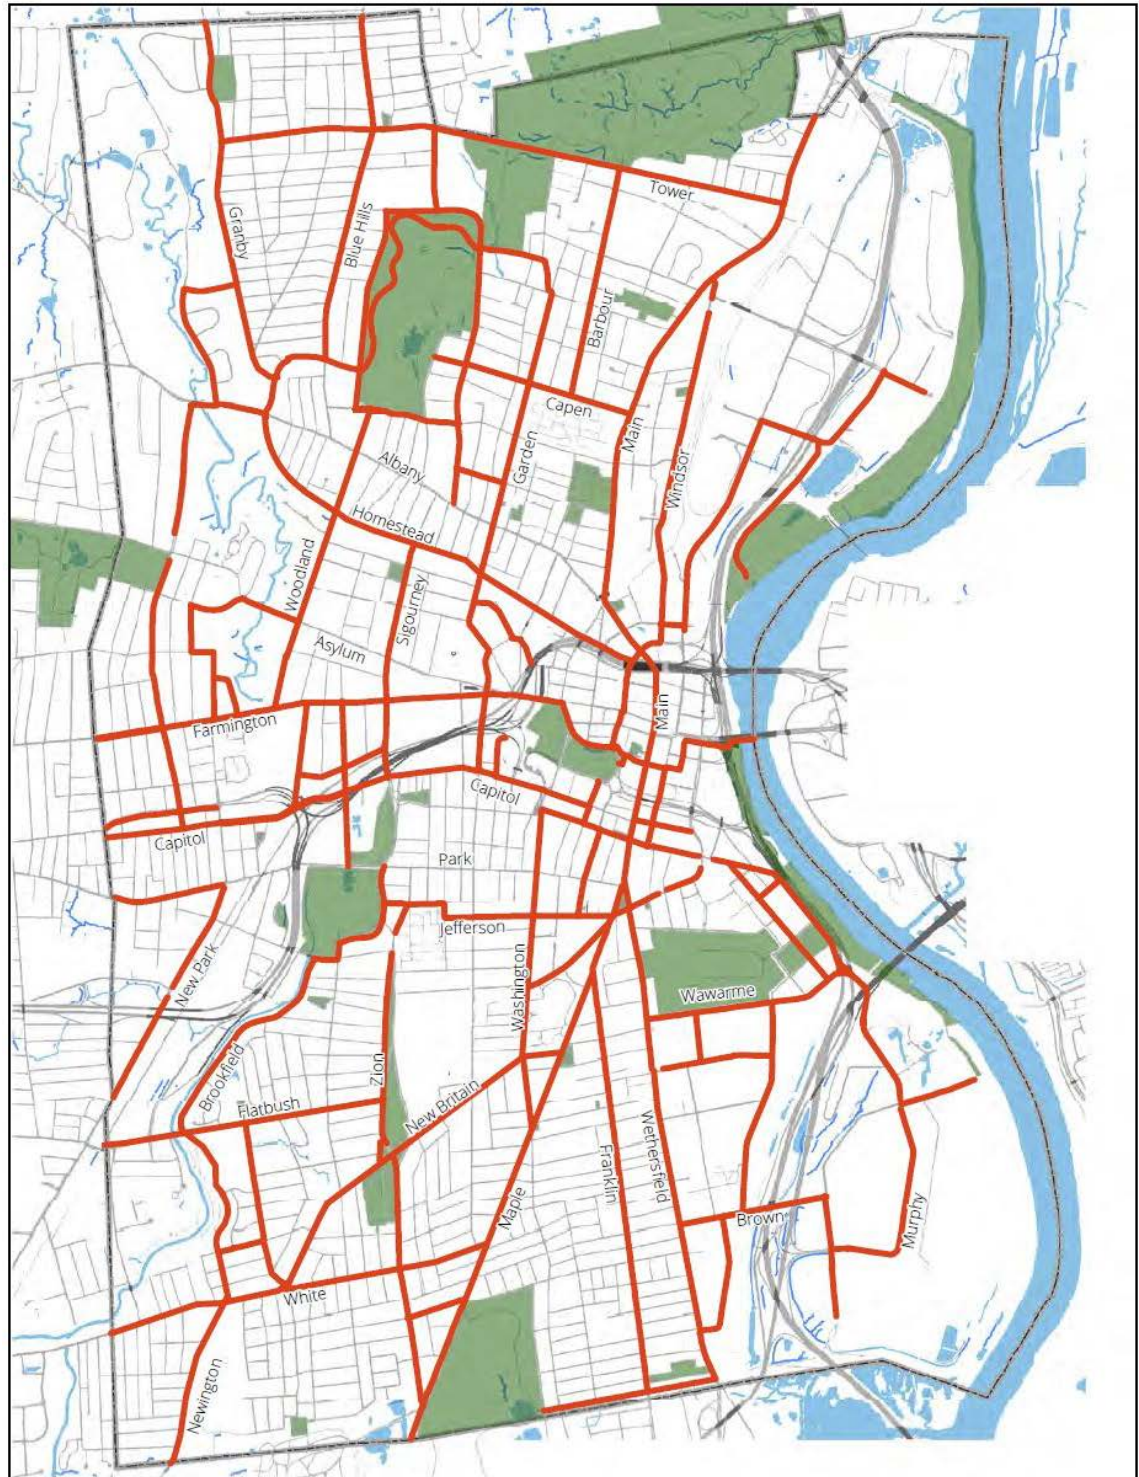 Tower
Granby
Blue Hills
Barbour
Capen
Main
Garden
Albany
Windsor
Homestead
Woodland
Sigourney
Asylum
Main
Farmington
Capitol
Capitol
Park
Jefferson
New Park
Washington
Wawarme
Brookfield
Zion
Flatbush
New Britain
Wethersfield
Franklin
Maple
Brown
Murphy
White
Newington